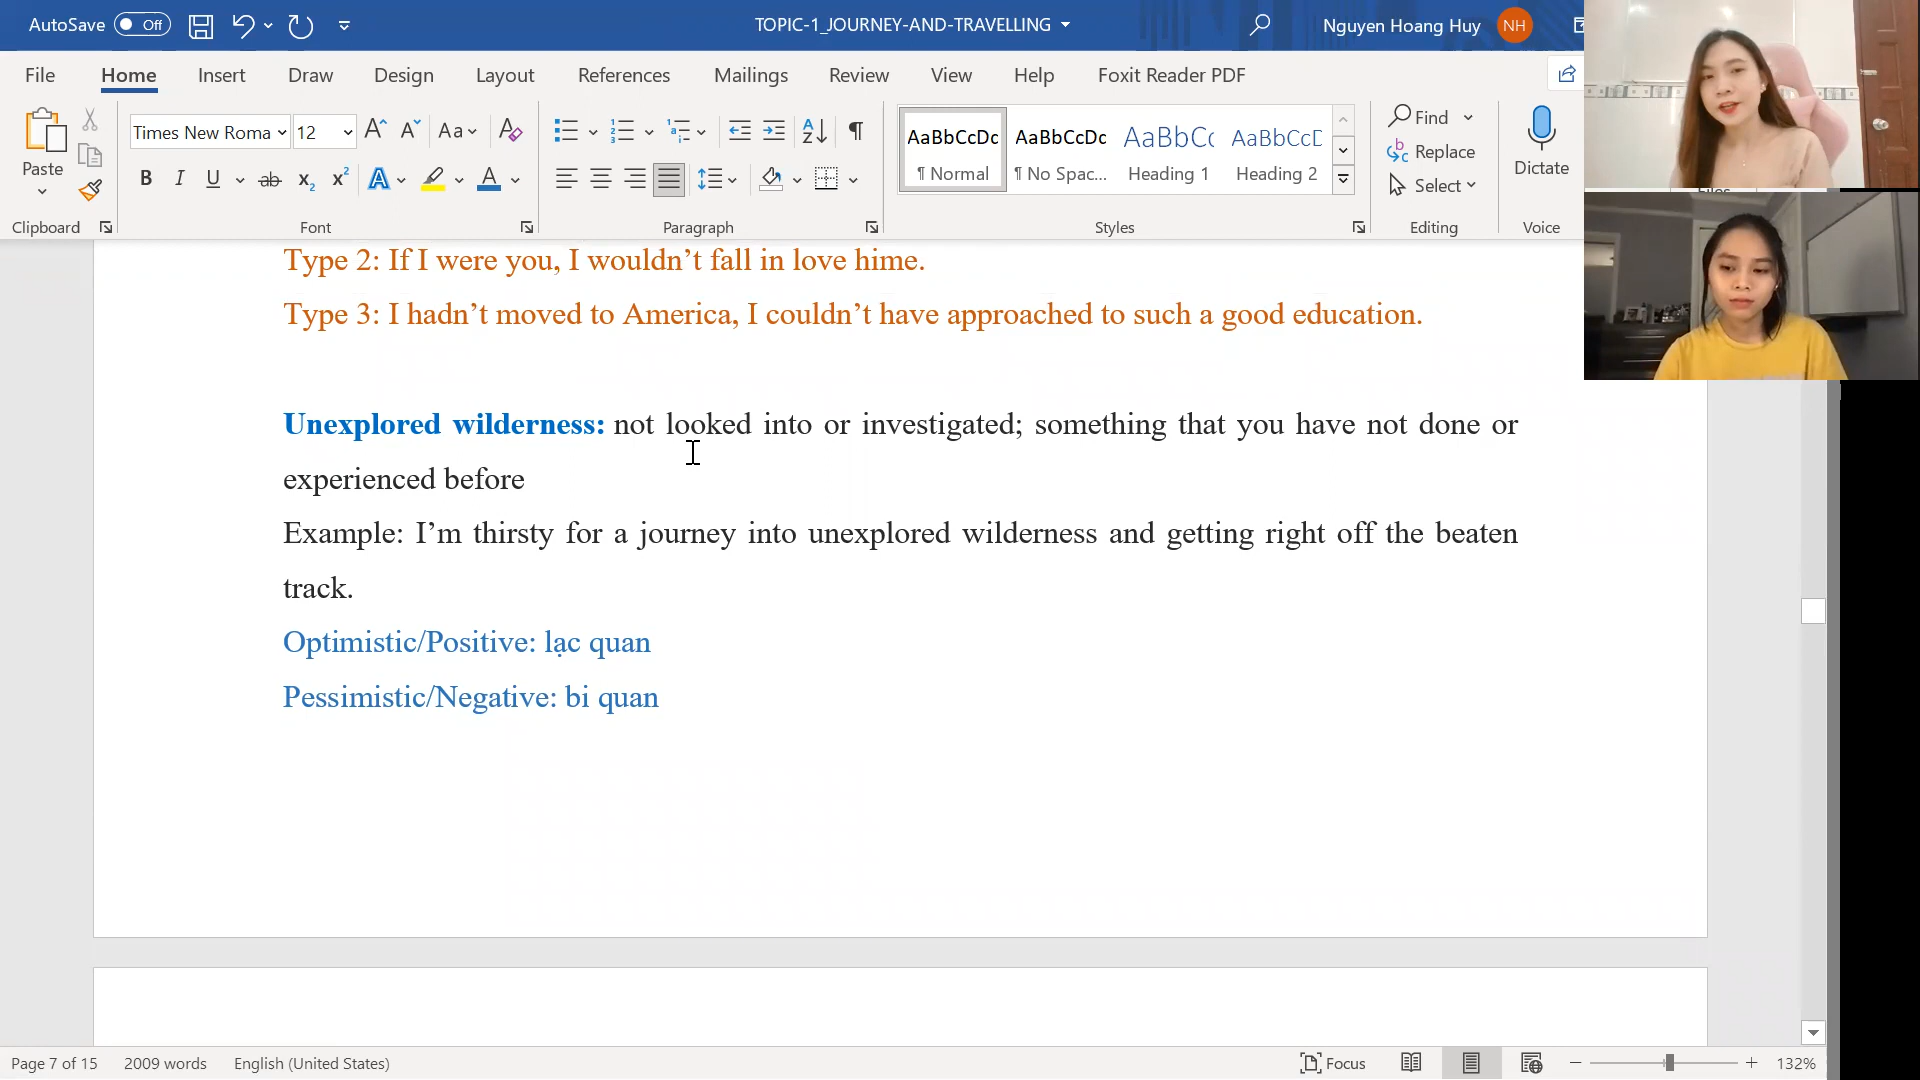 AutoSave Off TOPIC-1_JOURNEY-AND-TRAVELLING Nguyen Hoang Huy NH
File Home Insert Draw Design Layout References Mailings Review View Help Foxit Reader PDF
Times New Roma 12 Aa
Paste
B I U ab x2 x2 A A
AaBbCcDc AaBbCcDc AaBbCc AaBbCcD
¶ Normal ¶ No Spac... Heading 1 Heading 2
Find
Replace
Select
Dictate
Clipboard Font Paragraph Styles Editing Voice
Type 2: If I were you, I wouldn’t fall in love hime.
Type 3: I hadn’t moved to America, I couldn’t have approached to such a good education.
Unexplored wilderness: not looked into or investigated; something that you have not done or
experienced before
Example: I’m thirsty for a journey into unexplored wilderness and getting right off the beaten
track.
Optimistic/Positive: lạc quan
Pessimistic/Negative: bi quan
Page 7 of 15 2009 words English (United States) Focus 132%